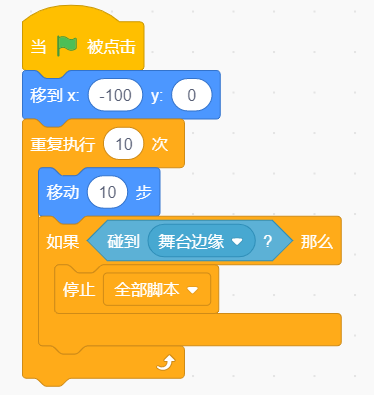 当 被点击
移到 x: -100 y: 0
重复执行 10 次
移动 10 步
如果 碰到 舞台边缘 ? 那么
停止 全部脚本